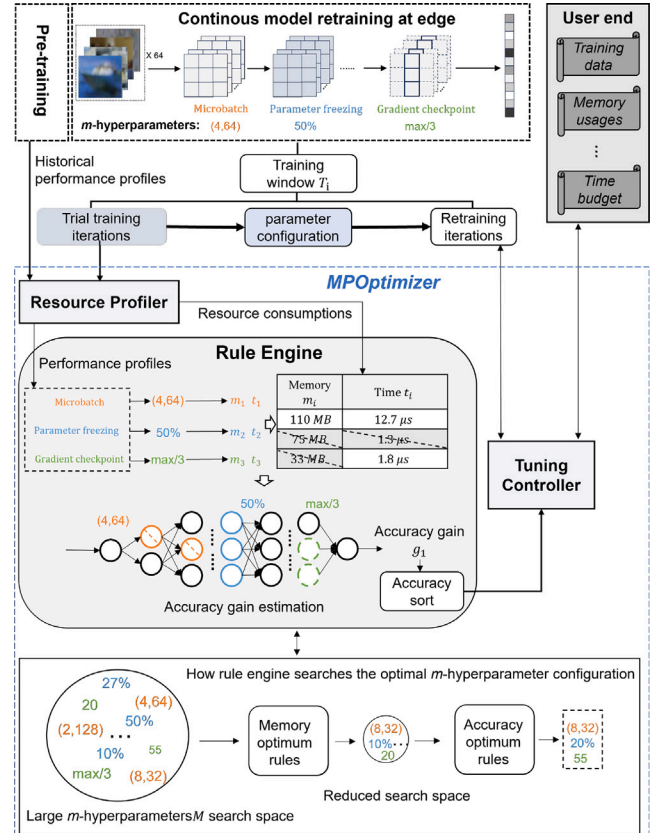 Pre-training
Continous model retraining at edge
X 64
Microbatch
Parameter freezing
Gradient checkpoint
m-hyperparameters:
(4,64)
50%
max/3
User end
Training
data
Memory
usages
⋮
Time
budget
Historical
performance profiles
Training
window Tᵢ
Trial training
iterations
parameter
configuration
Retraining
iterations
MPOptimizer
Resource Profiler
Resource consumptions
Rule Engine
Performance profiles
Microbatch
(4,64)
m₁ t₁
Parameter freezing
50%
m₂ t₂
Gradient checkpoint
max/3
m₃ t₃
Memory
mᵢ
Time tᵢ
110 MB
12.7 μs
75 MB
1.3 μs
33 MB
1.8 μs
Tuning
Controller
(4,64)
50%
max/3
Accuracy gain
g₁
Accuracy
sort
Accuracy gain estimation
How rule engine searches the optimal m-hyperparameter configuration
27%
20
(4,64)
(2,128)
50%
...
10%
55
max/3
(8,32)
Memory
optimum
rules
(8,32)
10%...
20
Accuracy
optimum
rules
(8,32)
20%
55
Reduced search space
Large m-hyperparametersM search space